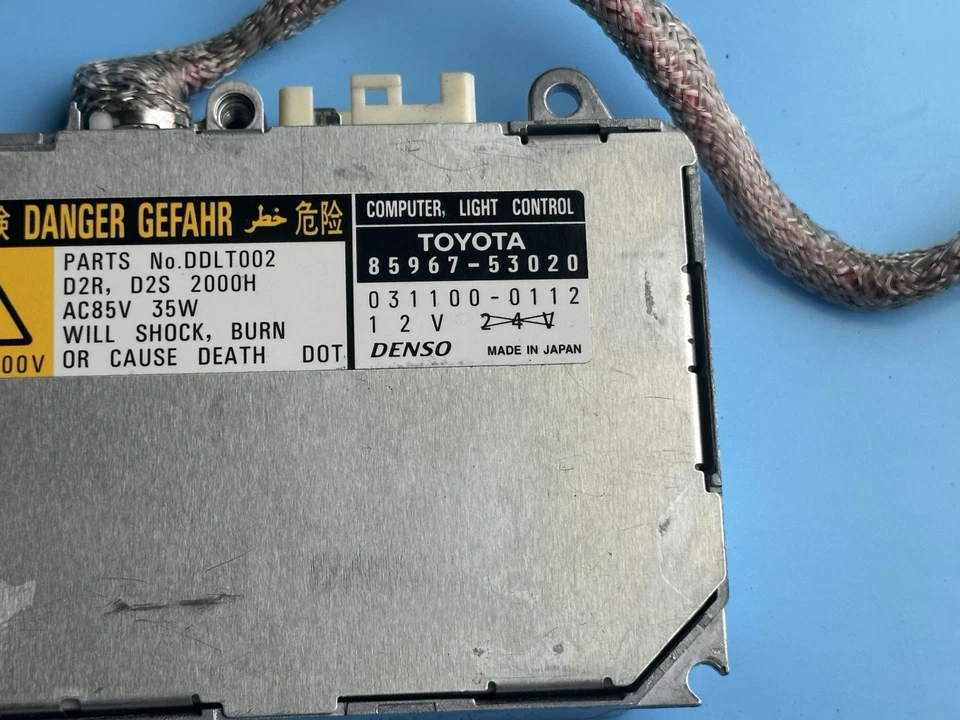 DANGER GEFAHR خطر 危险
PARTS No.DDLT002
D2R, D2S 2000H
AC85V 35W
WILL SHOCK, BURN
OR CAUSE DEATH DOT
00V
COMPUTER, LIGHT CONTROL
TOYOTA
85967-53020
031100-0112
12V 24V
DENSO MADE IN JAPAN